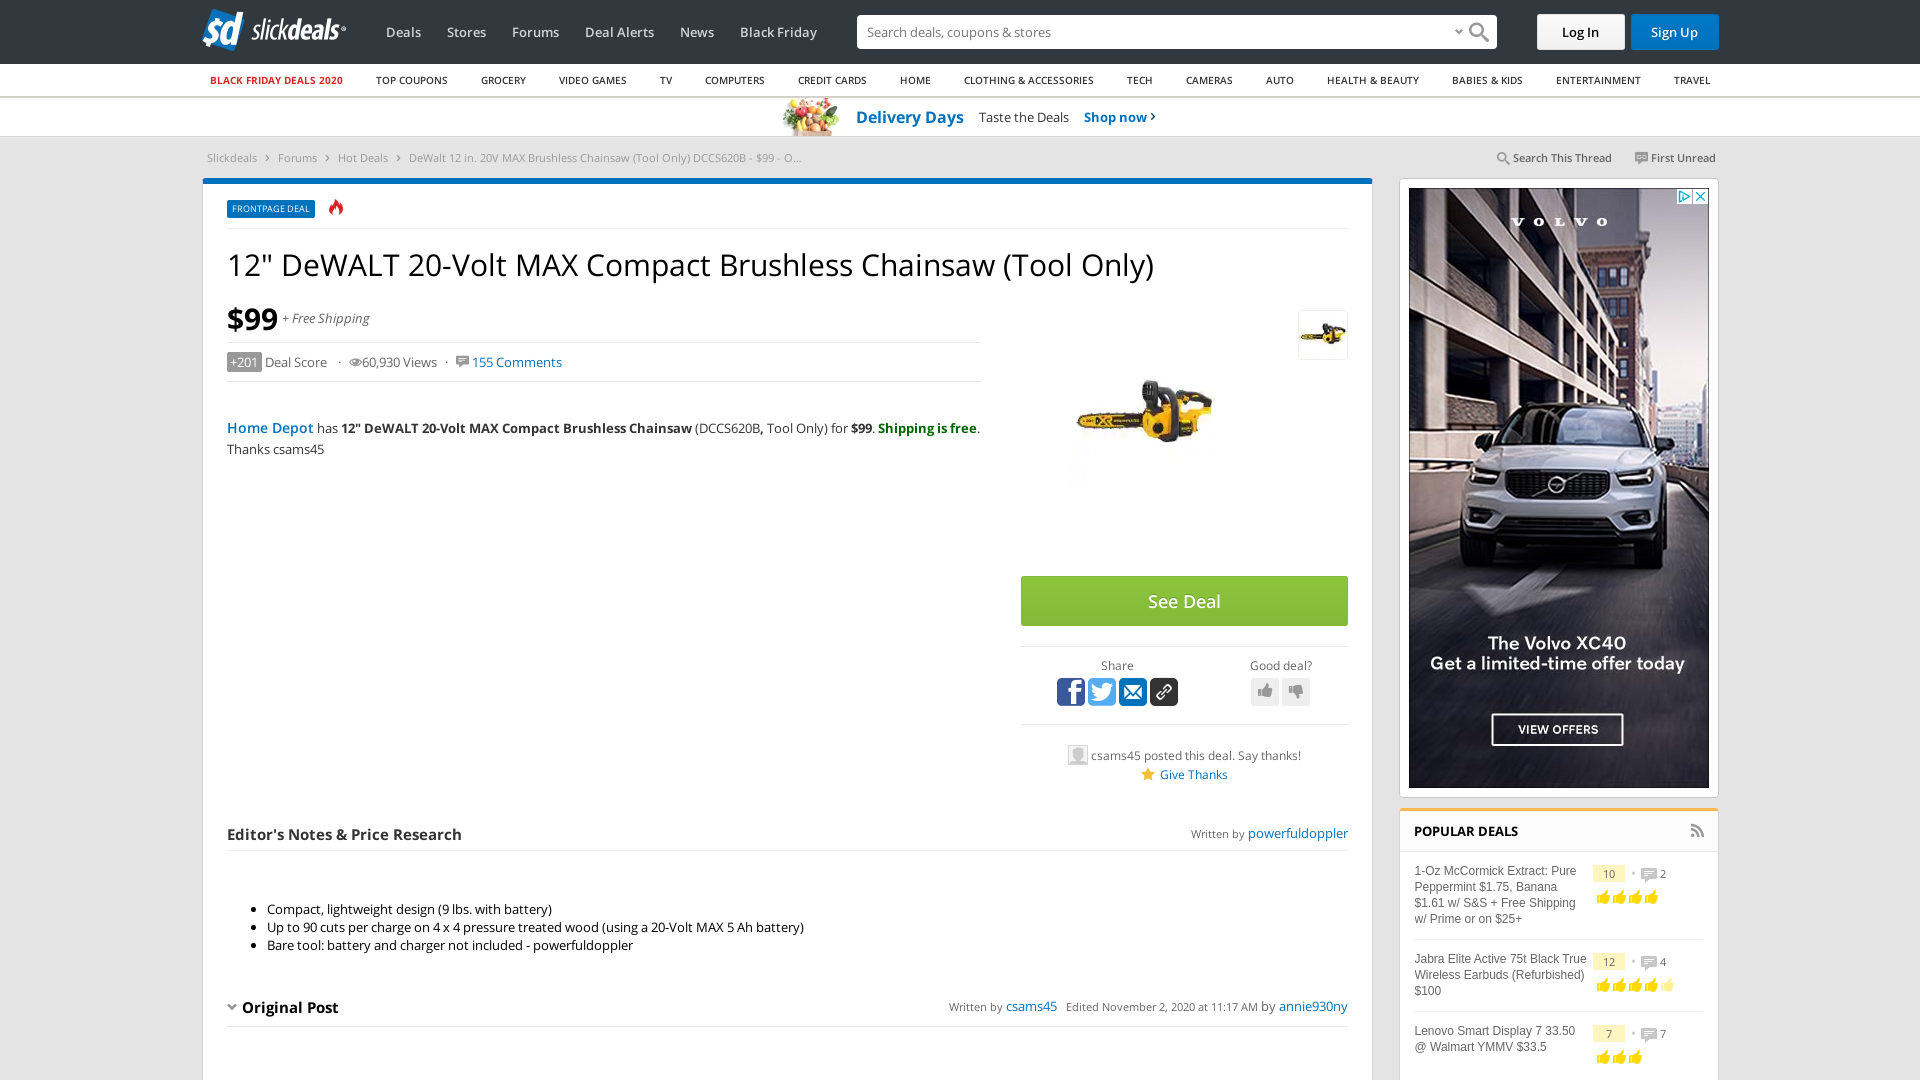 sd slickdeals®
Deals Stores Forums Deal Alerts News Black Friday
Search deals, coupons & shops
Log In Sign Up
BLACK FRIDAY DEALS 2020 TOP COUPONS GROCERY VIDEO GAMES TV COMPUTERS CREDIT CARDS HOME CLOTHING & ACCESSORIES TECH CAMERAS AUTO HEALTH & BEAUTY BABIES & KIDS ENTERTAINMENT TRAVEL
Delivery Days Taste the Deals Shop now
Slickdeals › Forums › Hot Deals › DeWalt 12 in. 20V MAX Brushless Chainsaw (Tool Only) DCCS620B - $99 - O...
Search This Thread First Unread
FRONTPAGE DEAL
12" DeWALT 20-Volt MAX Compact Brushless Chainsaw (Tool Only)
$99 + Free Shipping
+201 Deal Score · 60,930 Views · 155 Comments
Home Depot has 12" DeWALT 20-Volt MAX Compact Brushless Chainsaw (DCCS620B, Tool Only) for $99. Shipping is free.
Thanks csams45
See Deal
Share
Good deal?
csams45 posted this deal. Say thanks!
Give Thanks
Editor's Notes & Price Research
Written by powerfuldoppler
• Compact, lightweight design (9 lbs. with battery)
• Up to 90 cuts per charge on 4 x 4 pressure treated wood (using a 20-Volt MAX 5 Ah battery)
• Bare tool: battery and charger not included - powerfuldoppler
Original Post
Written by csams45 Edited November 2, 2020 at 11:17 AM by annie930ny
VOLVO
The Volvo XC40
Get a limited-time offer today
VIEW OFFERS
POPULAR DEALS
1-Oz McCormick Extract: Pure
Peppermint $1.75, Banana
$1.61 w/ S&S + Free Shipping
w/ Prime or on $25+
10 • 2
Jabra Elite Active 75t Black True
Wireless Earbuds (Refurbished)
$100
12 • 4
Lenovo Smart Display 7 33.50
@ Walmart YMMV $33.5
7 • 7